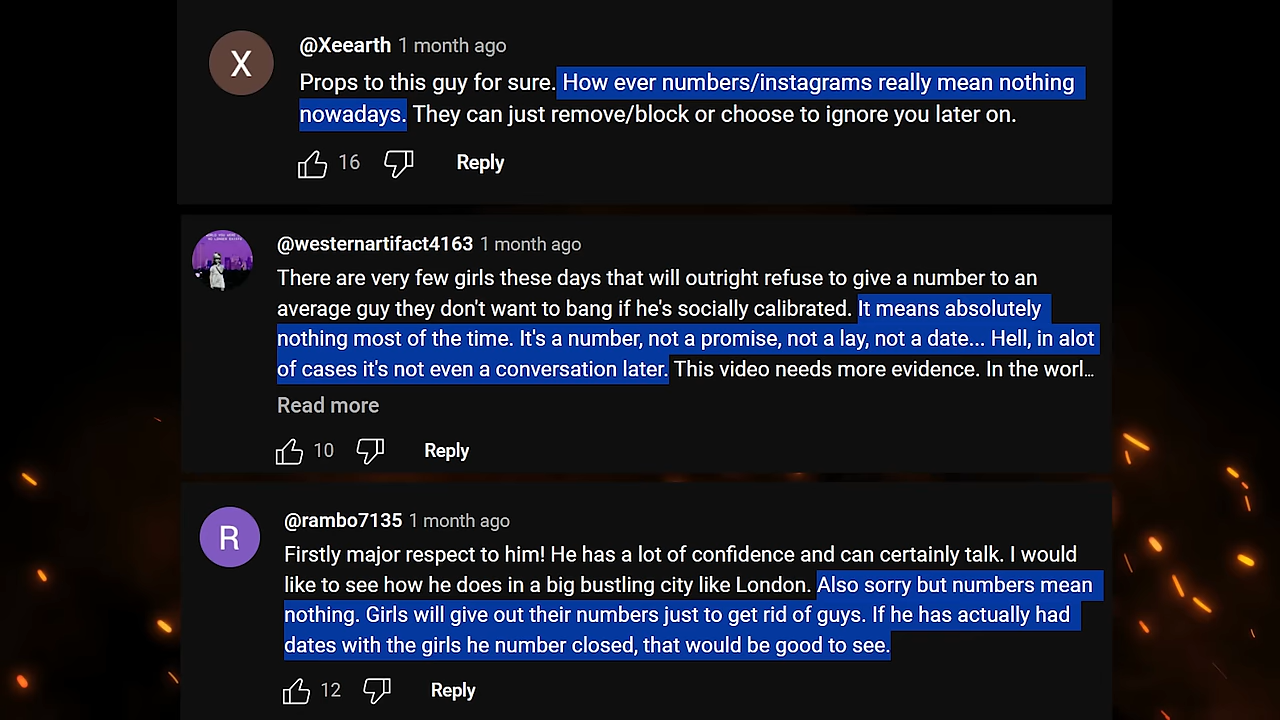 X
@Xeearth 1 month ago
Props to this guy for sure. How ever numbers/instagrams really mean nothing
nowadays. They can just remove/block or choose to ignore you later on.
16 Reply
@westernartifact4163 1 month ago
There are very few girls these days that will outright refuse to give a number to an
average guy they don't want to bang if he's socially calibrated. It means absolutely
nothing most of the time. It's a number, not a promise, not a lay, not a date... Hell, in alot
of cases it's not even a conversation later. This video needs more evidence. In the worl...
Read more
10 Reply
R
@rambo7135 1 month ago
Firstly major respect to him! He has a lot of confidence and can certainly talk. I would
like to see how he does in a big bustling city like London. Also sorry but numbers mean
nothing. Girls will give out their numbers just to get rid of guys. If he has actually had
dates with the girls he number closed, that would be good to see.
12 Reply